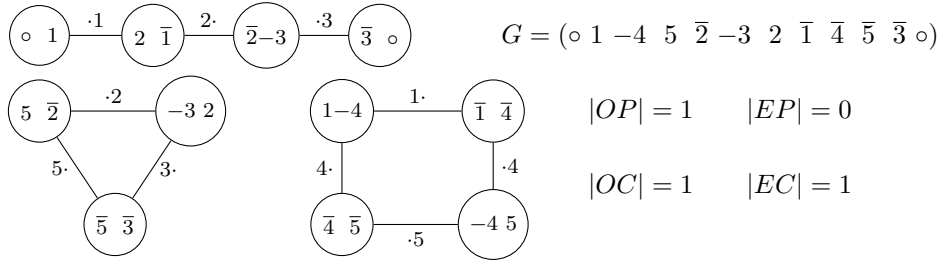 ·1 2· ·3
∘ 1 2 1̅ 2̅−3 3̅ ∘ G = (∘ 1 −4 5 2̅ −3 2 1̅ 4̅ 5̅ 3̅ ∘)
·2 1·
5 2̅ −3 2 1−4 1̅ 4̅ |OP| = 1 |EP| = 0
5· 3· 4· ·4
|OC| = 1 |EC| = 1
5̅ 3̅ 4̅ 5̅ −4 5
·5